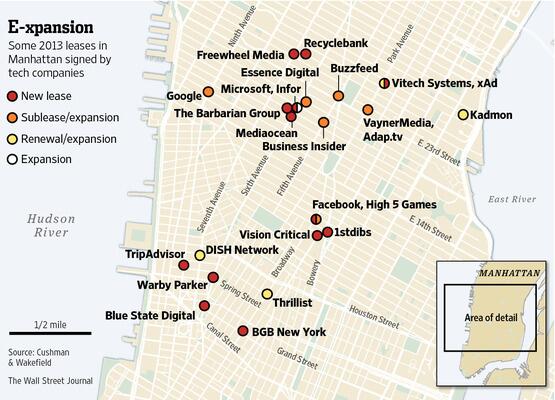 E-xpansion
Some 2013 leases in
Manhattan signed by
tech companies
New lease
Sublease/expansion
Renewal/expansion
Expansion
Hudson
River
1/2 mile
Source: Cushman
& Wakefield
The Wall Street Journal
Ninth Avenue
Park Avenue
Recyclebank
Freewheel Media
Essence Digital
Buzzfeed
Microsoft, Infor
Vitech Systems, xAd
Google
The Barbarian Group
Kadmon
VaynerMedia,
Adap.tv
Mediaocean
Business Insider
E. 23rd Street
Sixth Avenue
Fifth Avenue
Seventh Avenue
East River
Facebook, High 5 Games
E. 14th Street
Vision Critical
1stdibs
TripAdvisor
DISH Network
Broadway
Bowery
Warby Parker
Spring Street
Thrillist
Houston Street
Blue State Digital
Canal Street
BGB New York
Grand Street
MANHATTAN
Area of detail